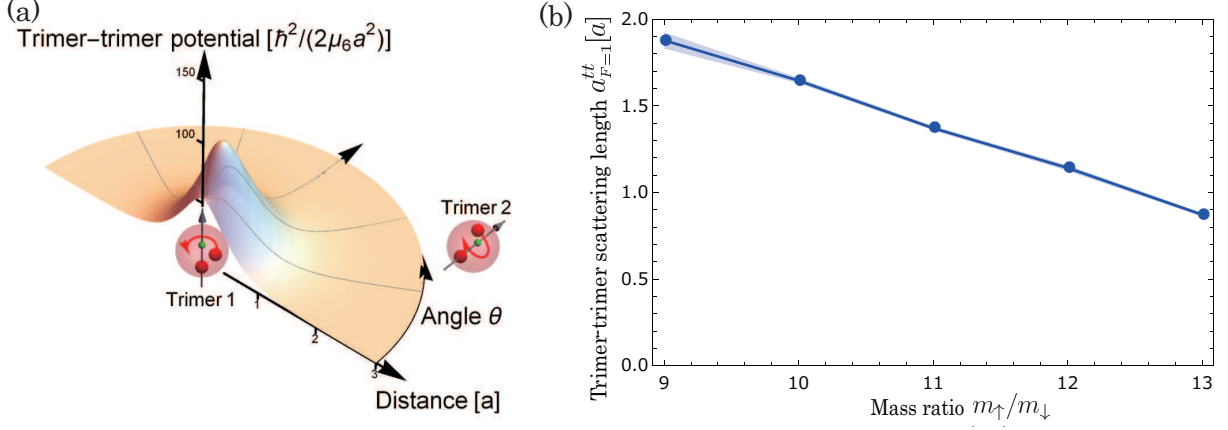 (a)
Trimer–trimer potential [ℏ²/(2μ₆a²)]
150
100
Trimer 1
Trimer 2
1
2
3
Angle θ
Distance [a]
(b)
Trimer-trimer scattering length a^{tt}_{F=1}[a]
2.0
1.5
1.0
0.5
0.0
9 10 11 12 13
Mass ratio m↑/m↓